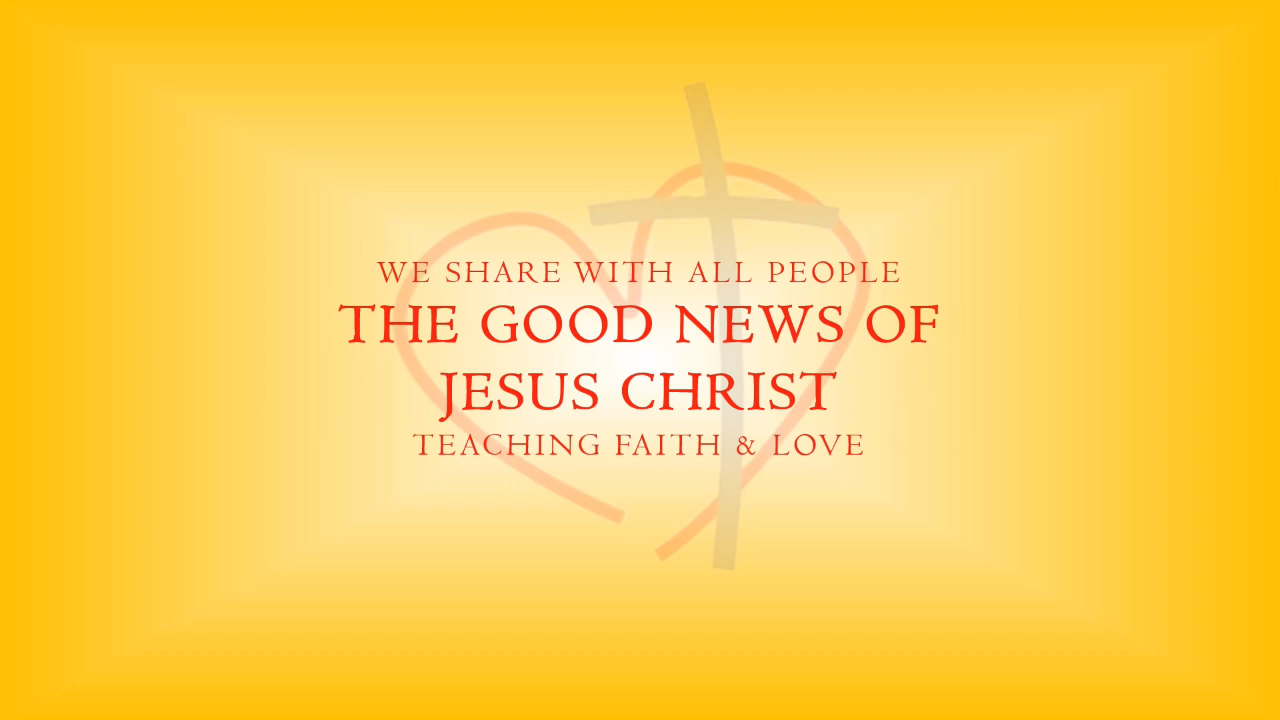 WE SHARE WITH ALL PEOPLE
THE GOOD NEWS OF
JESUS CHRIST
TEACHING FAITH & LOVE